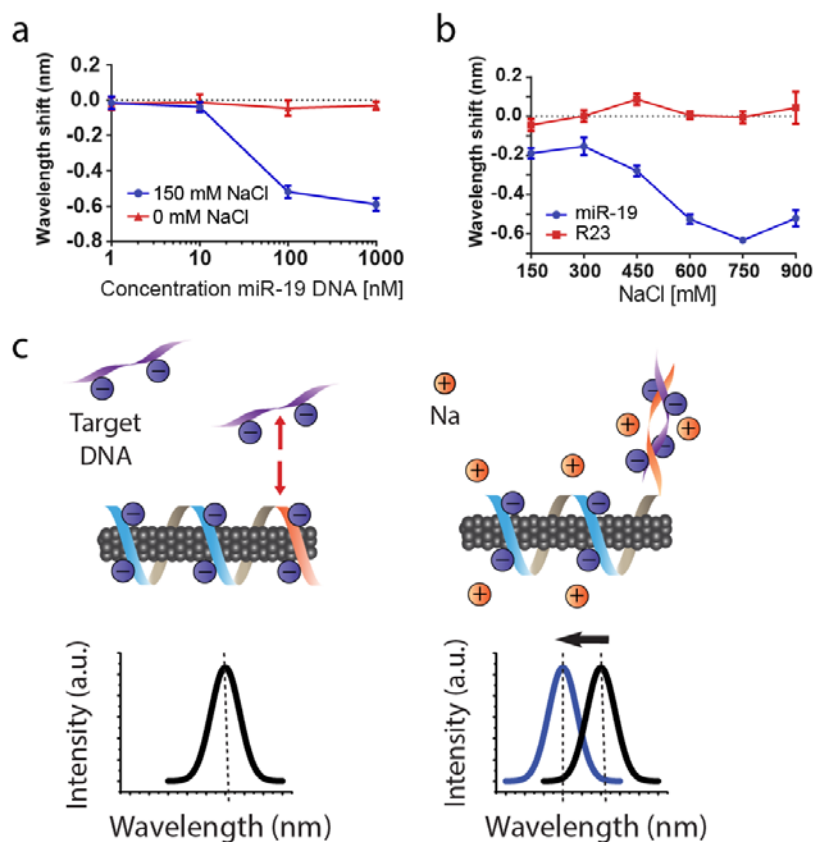 a
Wavelength shift (nm)
0.2
0.0
-0.2
-0.4
-0.6
-0.8
150 mM NaCl
0 mM NaCl
1 10 100 1000
Concentration miR-19 DNA [nM]
b
Wavelength shift (nm)
0.2
0.0
-0.2
-0.4
-0.6
miR-19
R23
150 300 450 600 750 900
NaCl [mM]
c
Target
DNA
− − − − − − − − −
+
Na
+ + + + + +
− − − − − − −
Intensity (a.u.)
Wavelength (nm)
Intensity (a.u.)
Wavelength (nm)